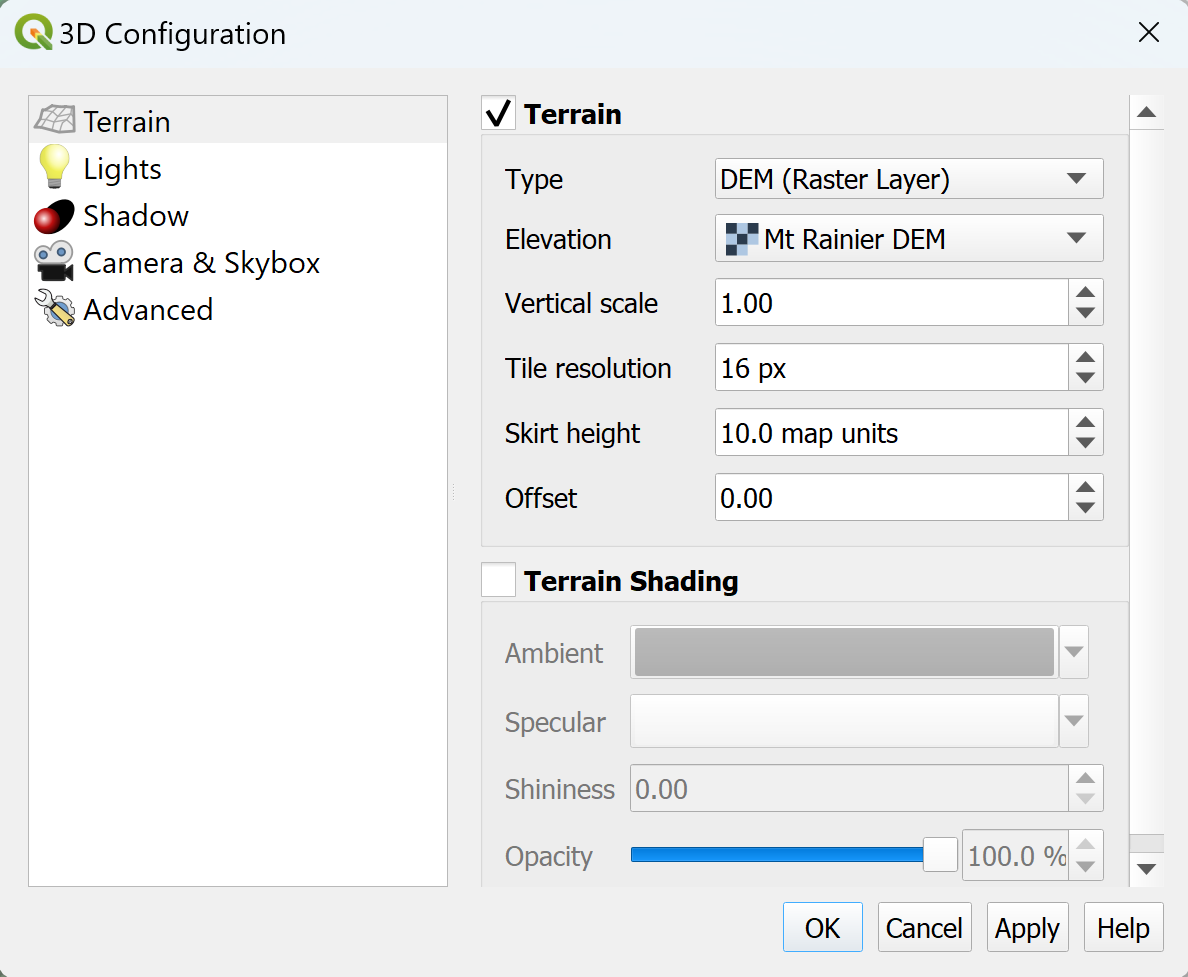 3D Configuration
Terrain
Lights
Shadow
Camera & Skybox
Advanced
Terrain
Type DEM (Raster Layer)
Elevation Mt Rainier DEM
Vertical scale 1.00
Tile resolution 16 px
Skirt height 10.0 map units
Offset 0.00
Terrain Shading
Ambient
Specular
Shininess 0.00
Opacity 100.0 %
OK Cancel Apply Help